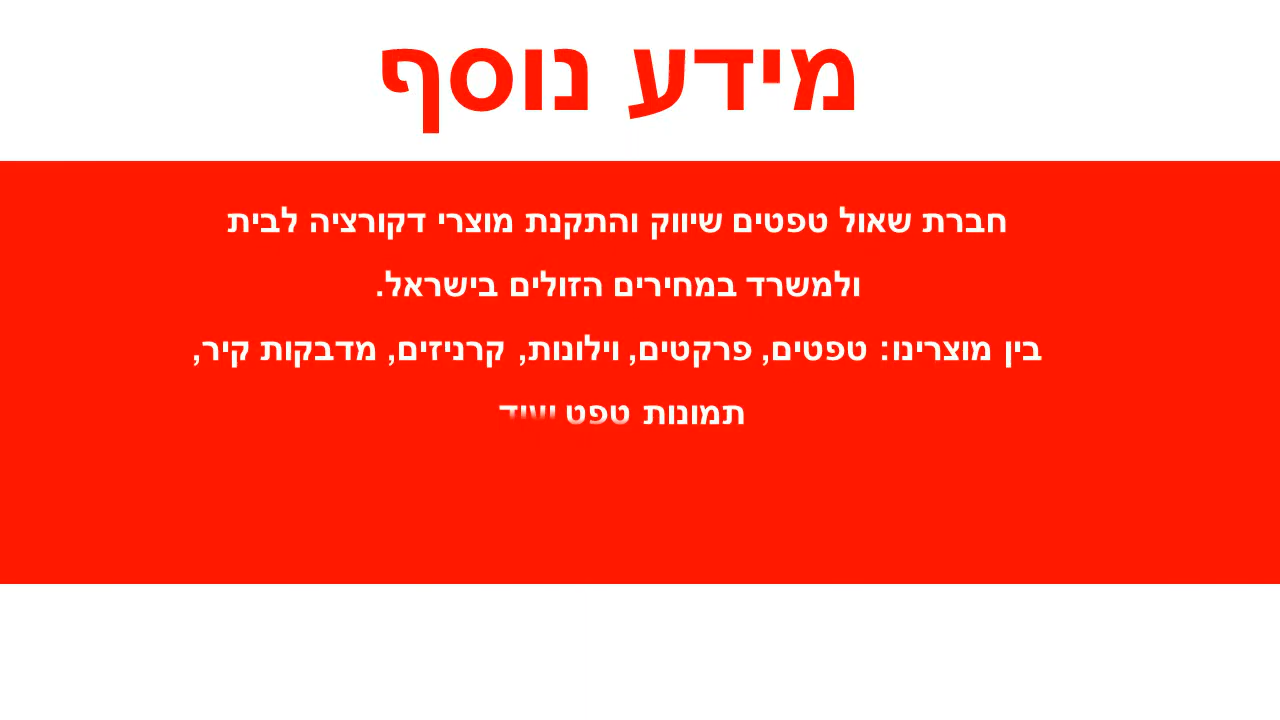 מידע נוסף
חברת שאול טפטים שיווק והתקנת מוצרי דקורציה לבית
ולמשרד במחירים הזולים בישראל.
בין מוצרינו: טפטים, פרקטים, וילונות, קרניזים, מדבקות קיר,
תמונות טפט